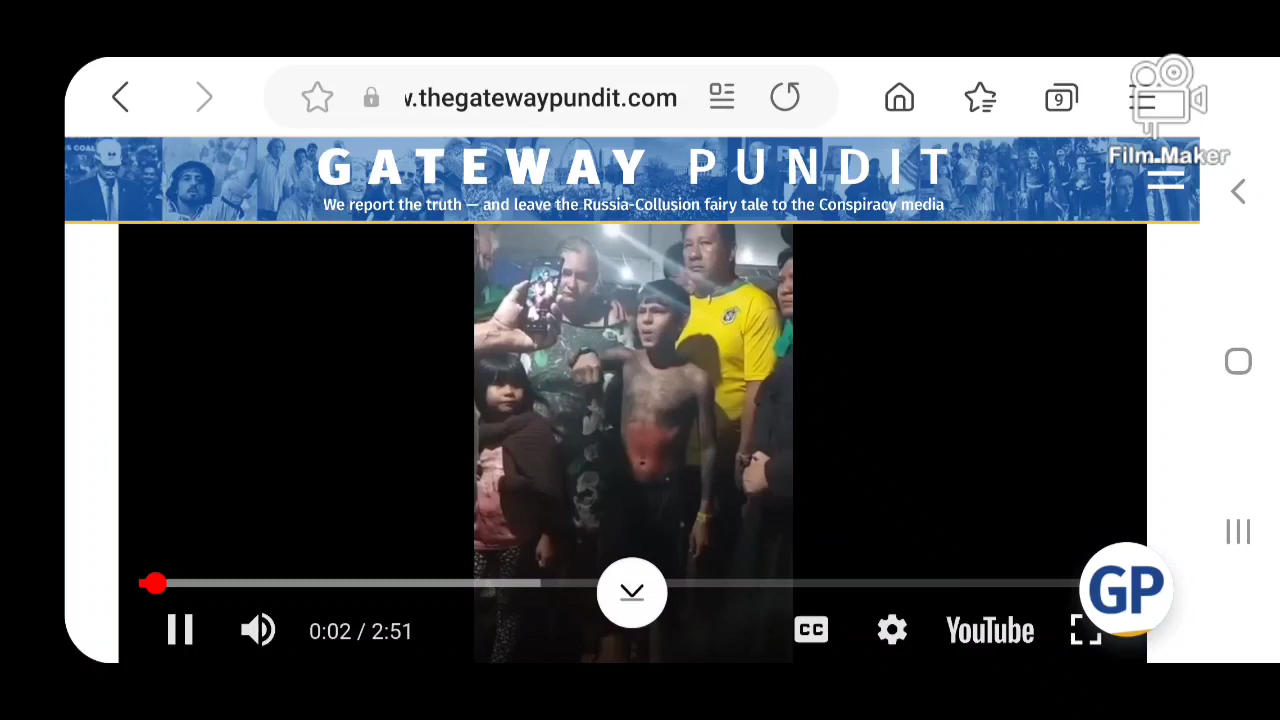 v.thegatewaypundit.com
9
Film Maker
GATEWAY PUNDIT
We report the truth — and leave the Russia-Collusion fairy tale to the Conspiracy media
GP
0:02 / 2:51
CC
YouTube